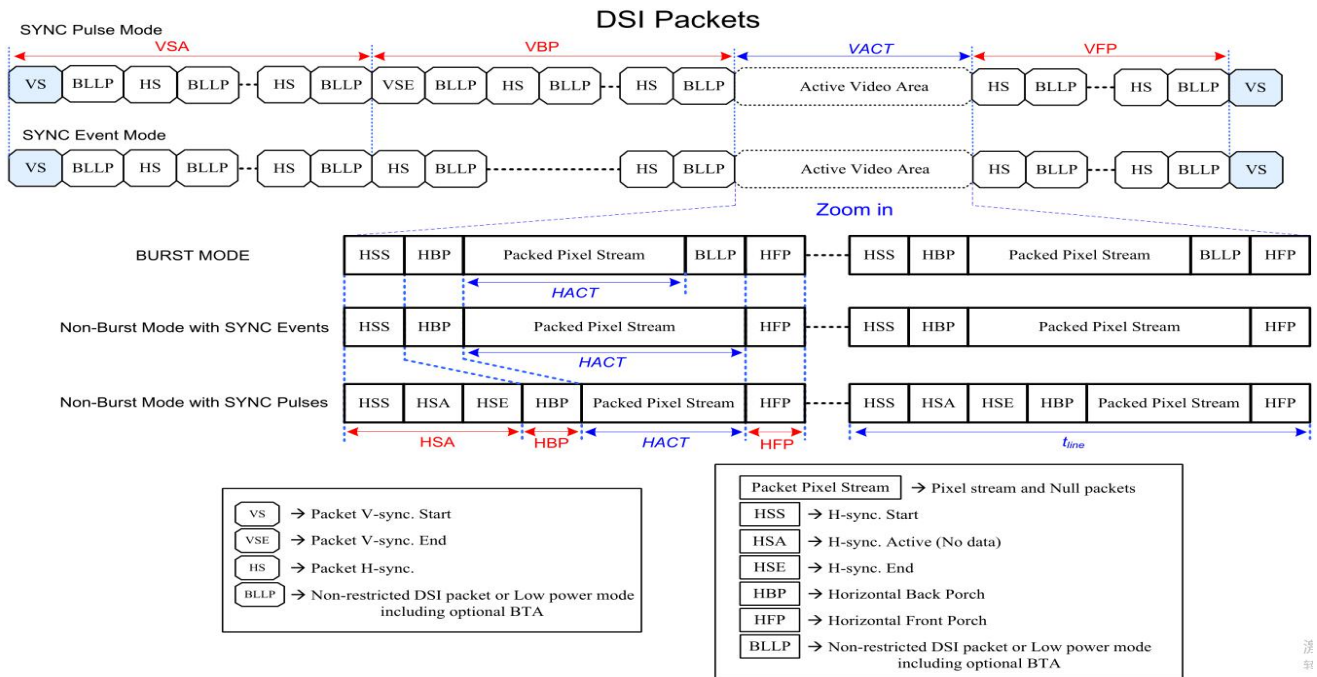 DSI Packets
SYNC Pulse Mode
VSA VBP VACT VFP
VS BLLP HS BLLP HS BLLP VSE BLLP HS BLLP HS BLLP Active Video Area HS BLLP HS BLLP VS
SYNC Event Mode
VS BLLP HS BLLP HS BLLP HS BLLP HS BLLP Active Video Area HS BLLP HS BLLP VS
Zoom in
BURST MODE HSS HBP Packed Pixel Stream BLLP HFP HSS HBP Packed Pixel Stream BLLP HFP
HACT
Non-Burst Mode with SYNC Events HSS HBP Packed Pixel Stream HFP HSS HBP Packed Pixel Stream HFP
HACT
Non-Burst Mode with SYNC Pulses HSS HSA HSE HBP Packed Pixel Stream HFP HSS HSA HSE HBP Packed Pixel Stream HFP
HSA HBP HACT HFP tline
VS → Packet V-sync. Start
VSE → Packet V-sync. End
HS → Packet H-sync.
BLLP → Non-restricted DSI packet or Low power mode
including optional BTA
Packet Pixel Stream → Pixel stream and Null packets
HSS → H-sync. Start
HSA → H-sync. Active (No data)
HSE → H-sync. End
HBP → Horizontal Back Porch
HFP → Horizontal Front Porch
BLLP → Non-restricted DSI packet or Low power mode
including optional BTA